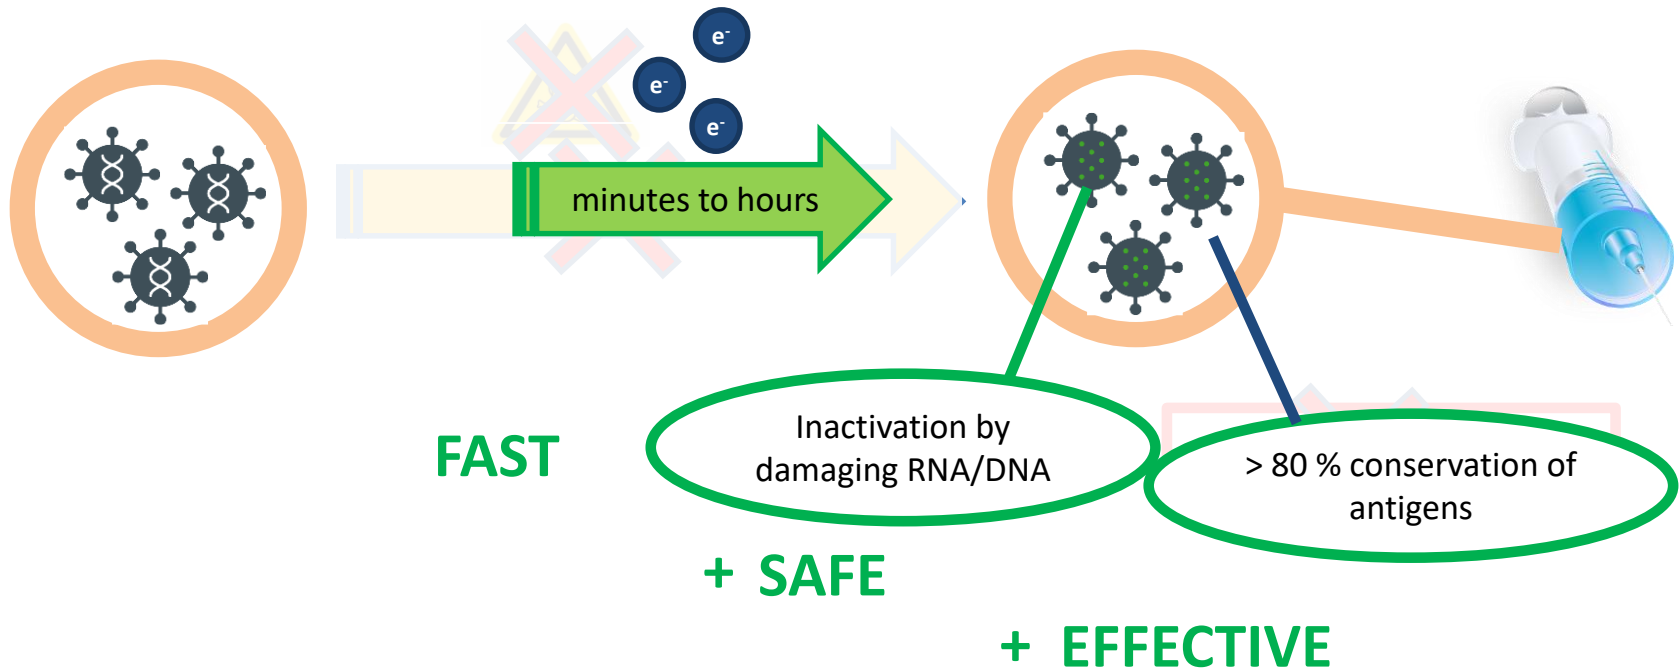 e-
e-
e-
minutes to hours
Inactivation by
damaging RNA/DNA
> 80 % conservation of
antigens
FAST
+ SAFE
+ EFFECTIVE